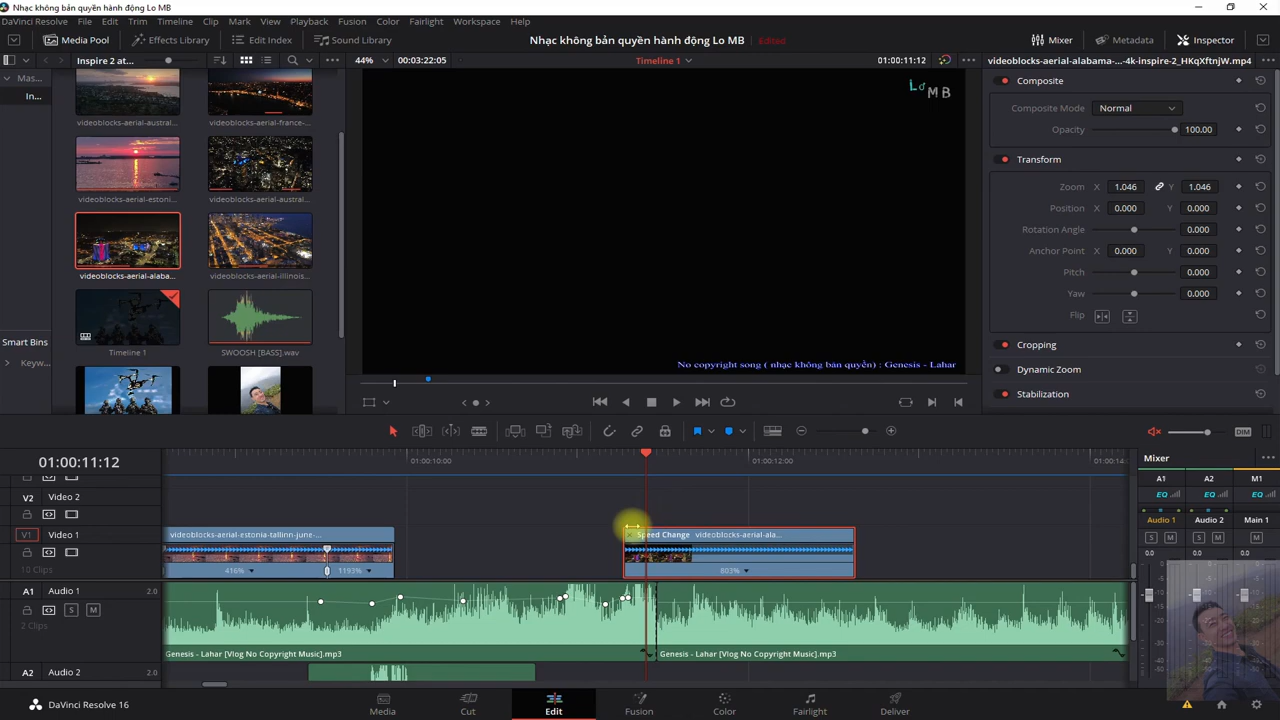 Nhạc không bản quyền hành động Lo MB
DaVinci Resolve File Edit Trim Timeline Clip Mark View Playback Fusion Color Fairlight Workspace Help
Media Pool Effects Library Edit Index Sound Library Nhạc không bản quyền hành động Lo MB Edited Mixer Metadata Inspector
Inspire 2 at... 44% 00:03:22:05 Timeline 1 01:00:11:12 videoblocks-aerial-alabama-...-4k-inspire-2_HKqXftnjW.mp4
Mas...
In...
Smart Bins
Keyw...
videoblocks-aerial-austral... videoblocks-aerial-france-...
videoblocks-aerial-estoni... videoblocks-aerial-austral...
videoblocks-aerial-alaba... videoblocks-aerial-illinois...
Timeline 1 SWOOSH [BASS].wav
Lo MB
No copyright song ( nhạc không bản quyền) : Genesis - Lahar
Composite
Composite Mode Normal
Opacity 100.00
Transform
Zoom X 1.046 Y 1.046
Position X 0.000 Y 0.000
Rotation Angle 0.000
Anchor Point X 0.000 Y 0.000
Pitch 0.000
Yaw 0.000
Flip
Cropping
Dynamic Zoom
Stabilization
DIM
01:00:11:12 01:00:10:00 01:00:12:00 01:00:14
V2 Video 2
V1 Video 1
10 Clips
videoblocks-aerial-estonia-tallinn-june-...
416% 1193%
Speed Change videoblocks-aerial-ala...
803%
A1 Audio 1 2.0
S M
2 Clips
Genesis - Lahar [Vlog No Copyright Music].mp3 Genesis - Lahar [Vlog No Copyright Music].mp3
A2 Audio 2 2.0
Mixer
A1 A2 M1
EQ EQ EQ
Audio 1 Audio 2 Main 1
S M S M M
0.0 0.0 0.0
DaVinci Resolve 16 Media Cut Edit Fusion Color Fairlight Deliver